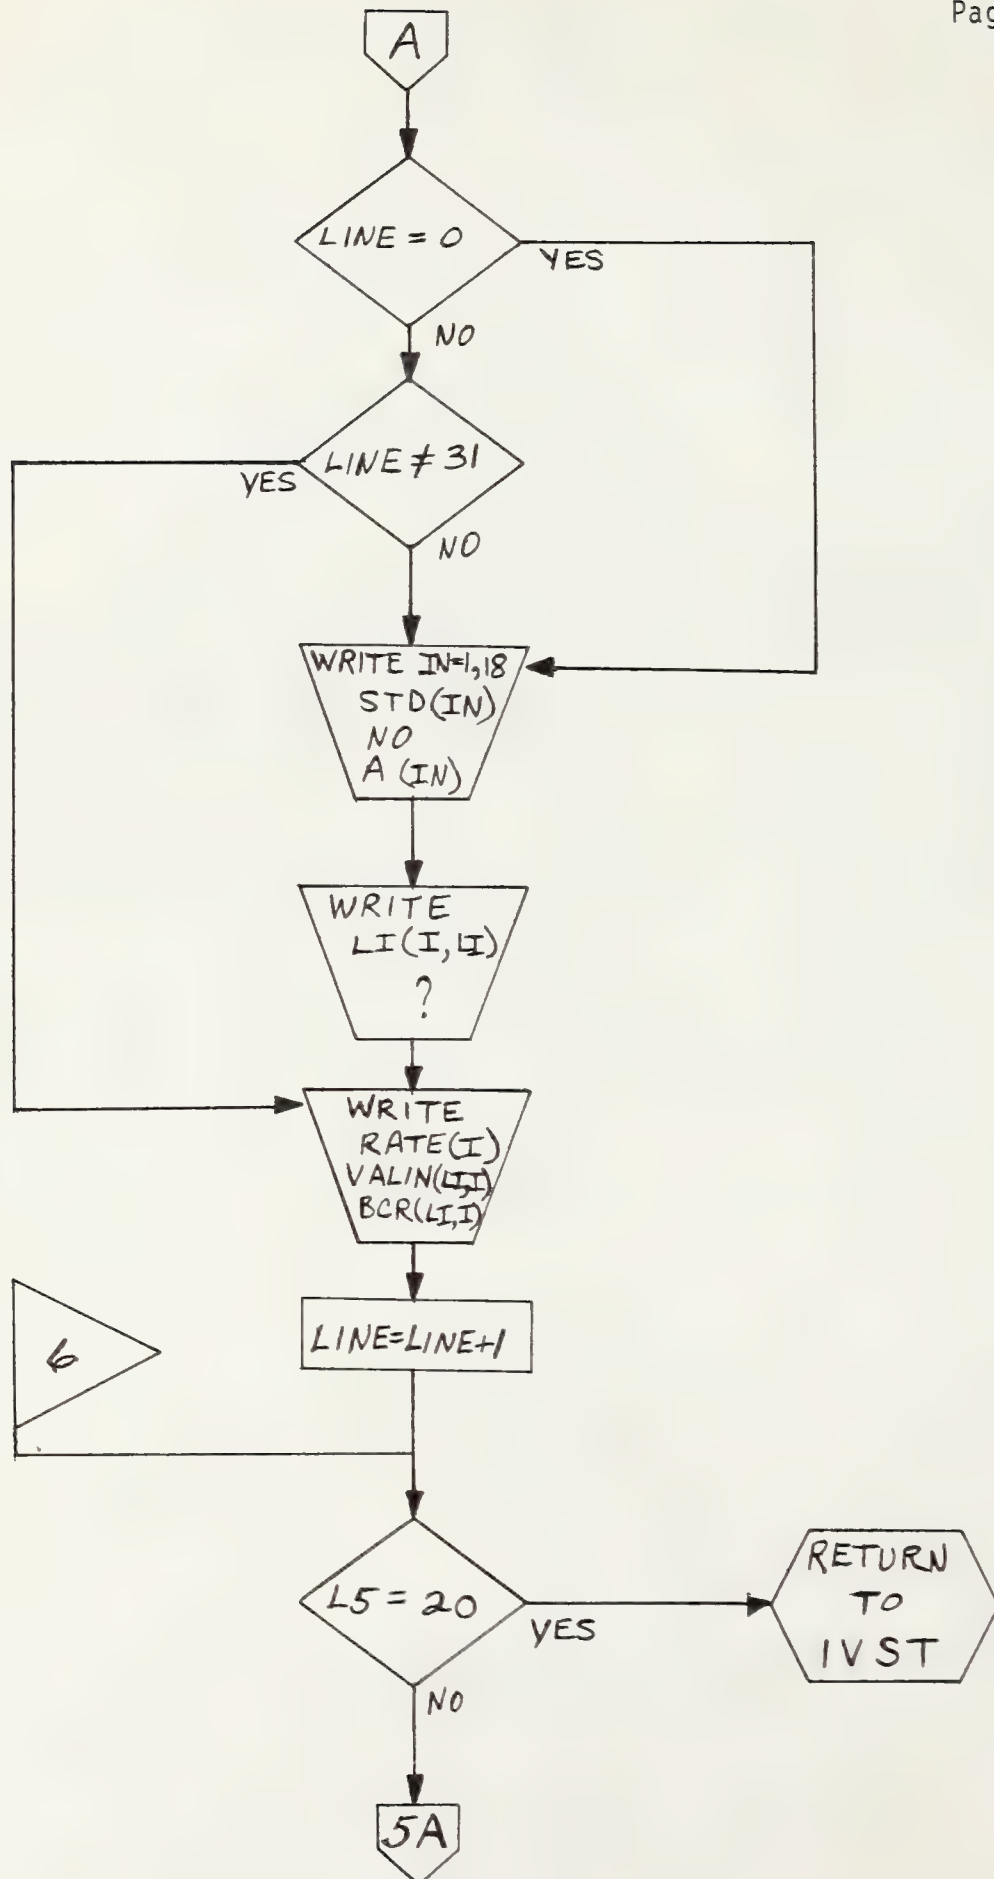 Pag
A
LINE = 0
YES
NO
LINE ≠ 31
YES
NO
WRITE IN=1,18
STD(IN)
NO
A (IN)
WRITE
LI(I,LI)
?
WRITE
RATE(I)
VALIN(LI,I)
BCR(LI,I)
LINE=LINE+1
6
L5 = 20
YES
RETURN
TO
IVST
NO
5A